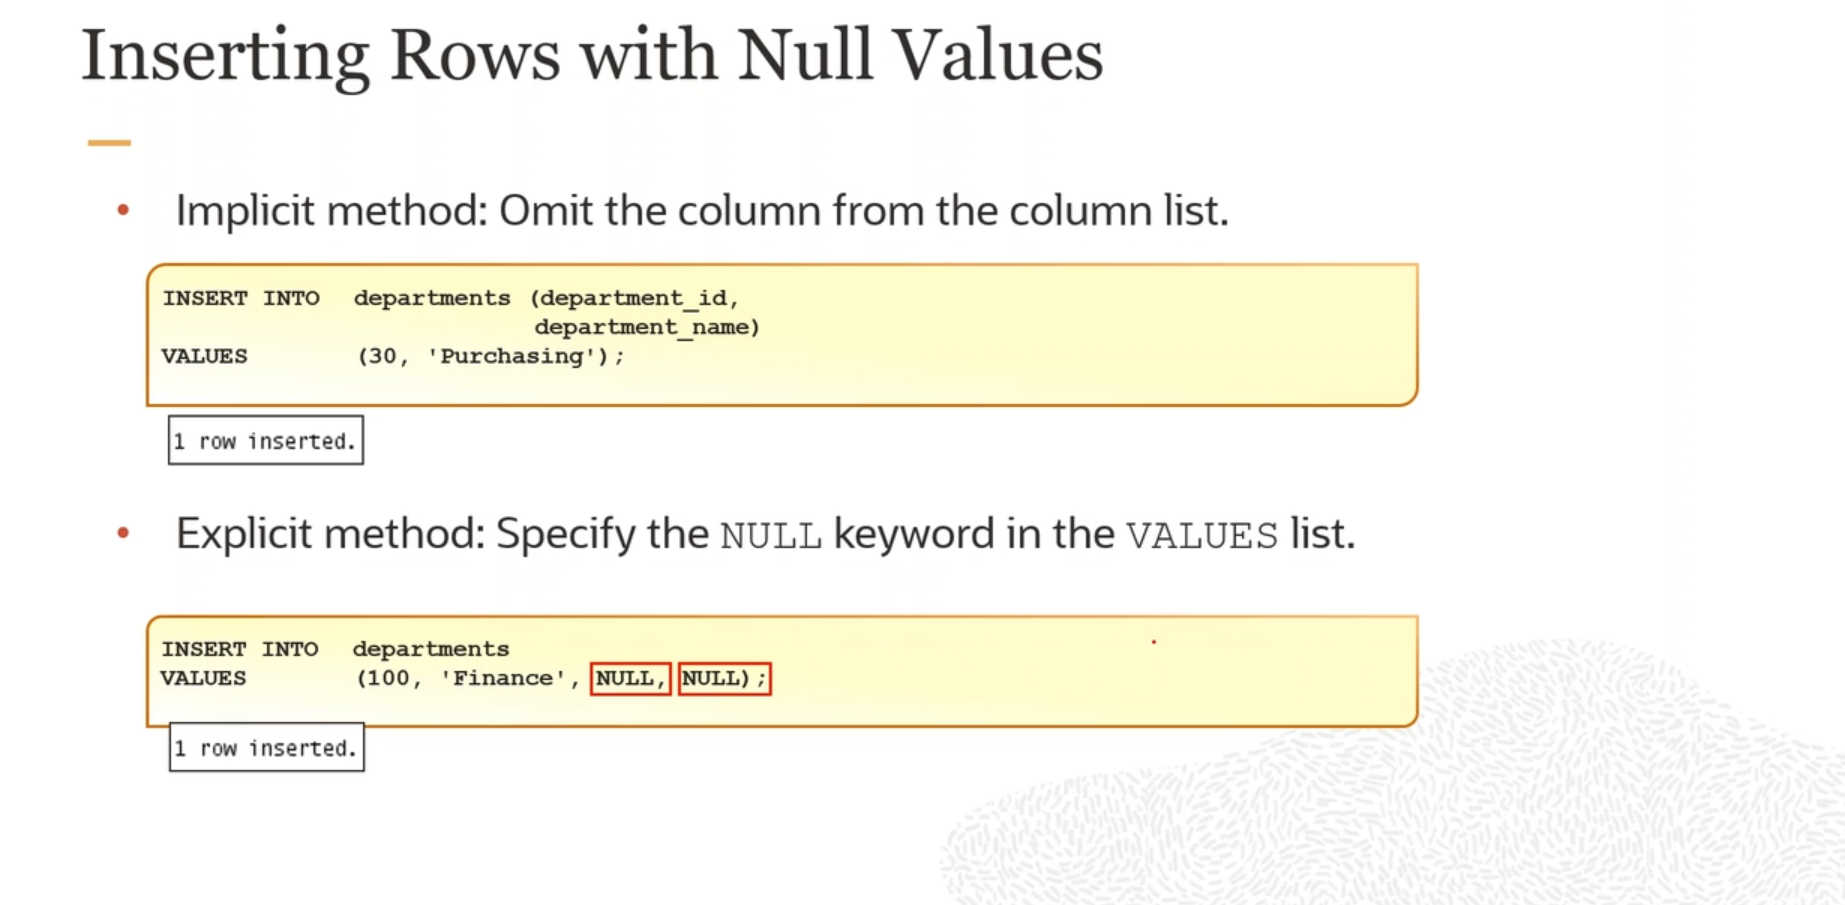 Inserting Rows with Null Values
• Implicit method: Omit the column from the column list.
INSERT INTO departments (department_id,
department_name)
VALUES (30, 'Purchasing');
1 row inserted.
• Explicit method: Specify the NULL keyword in the VALUES list.
INSERT INTO departments
VALUES (100, 'Finance', NULL, NULL);
1 row inserted.